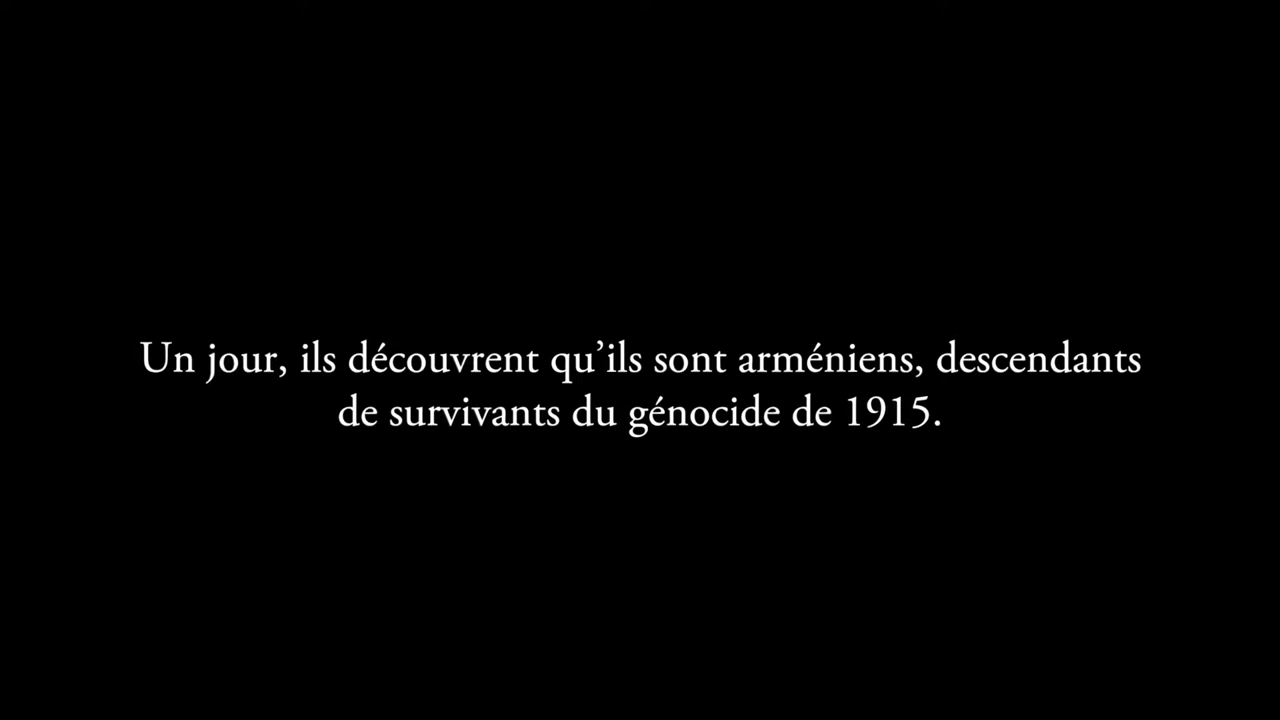 Un jour, ils découvrent qu’ils sont arméniens, descendants
de survivants du génocide de 1915.